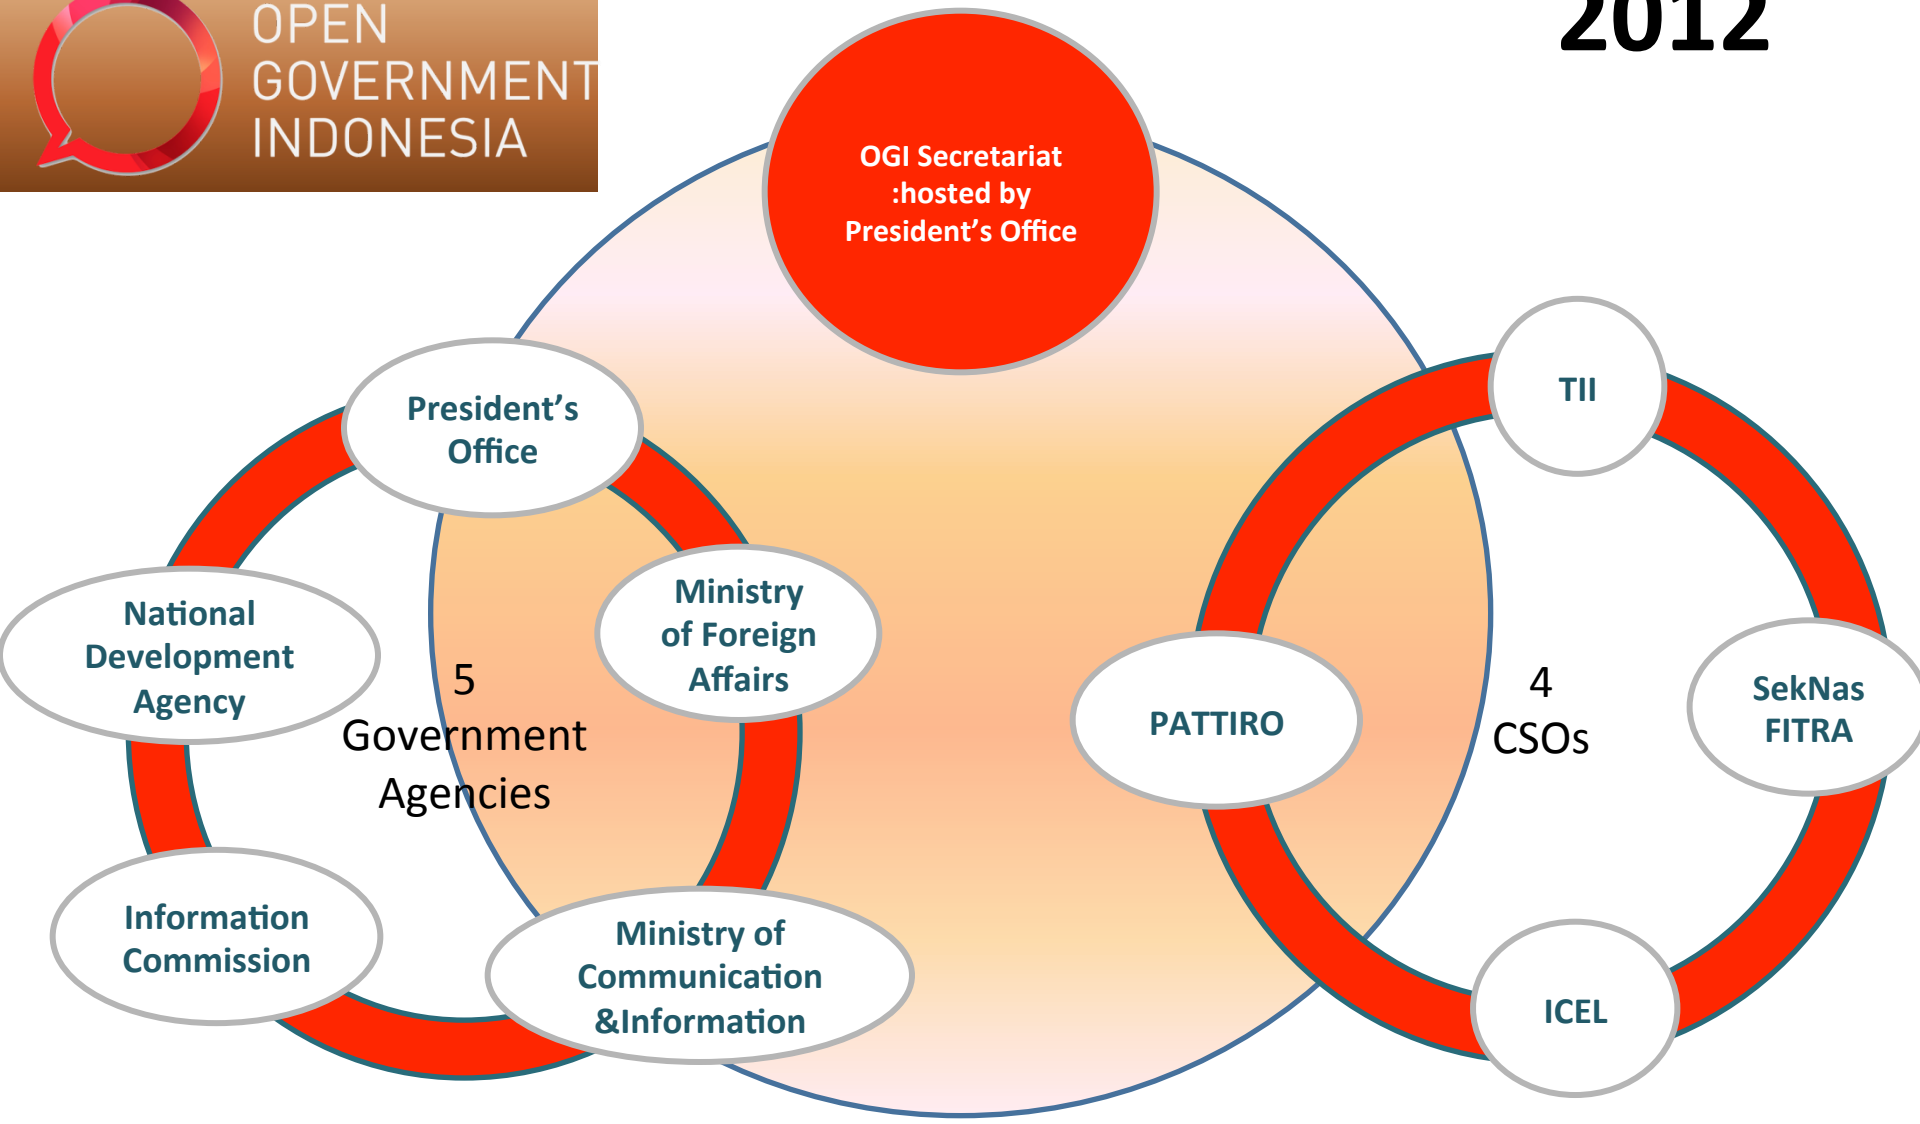 OPEN
GOVERNMENT
INDONESIA
2012
OGI Secretariat
:hosted by
President’s Office
President’s
Office
Ministry
of Foreign
Affairs
National
Development
Agency
5
Government
Agencies
Information
Commission
Ministry of
Communication
&Information
TII
PATTIRO
4
CSOs
SekNas
FITRA
ICEL